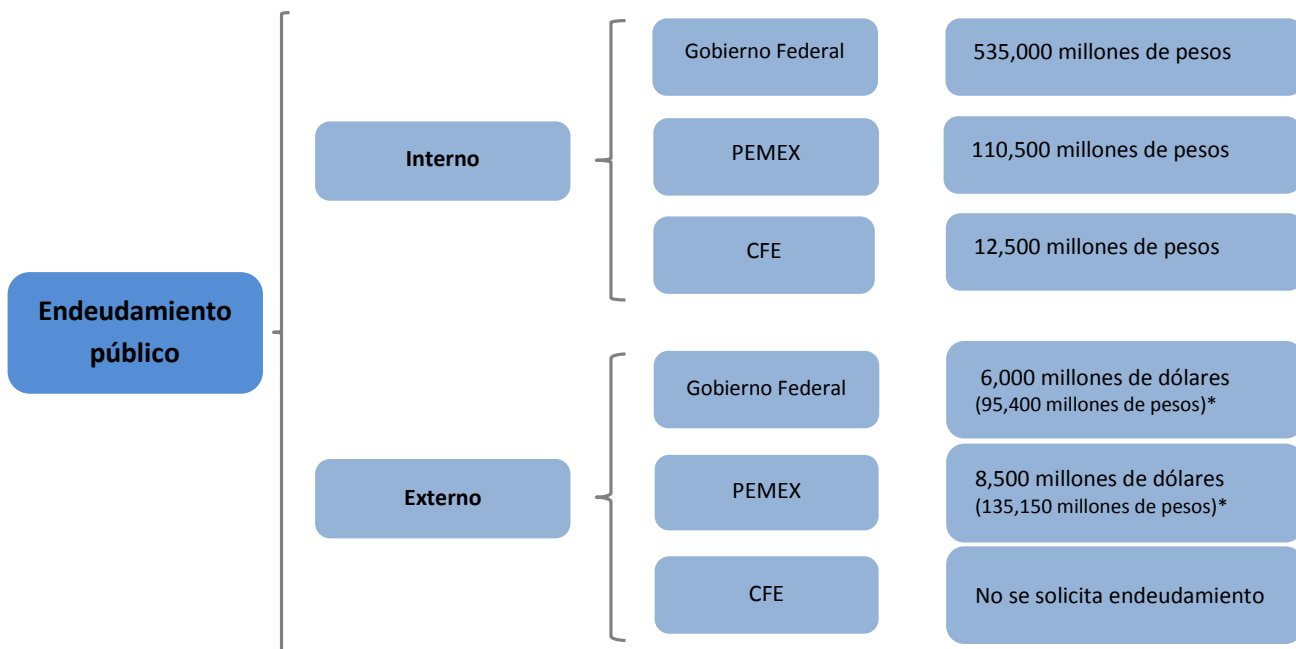 Endeudamiento
público
Interno
Gobierno Federal
535,000 millones de pesos
PEMEX
110,500 millones de pesos
CFE
12,500 millones de pesos
Externo
Gobierno Federal
6,000 millones de dólares
(95,400 millones de pesos)*
PEMEX
8,500 millones de dólares
(135,150 millones de pesos)*
CFE
No se solicita endeudamiento